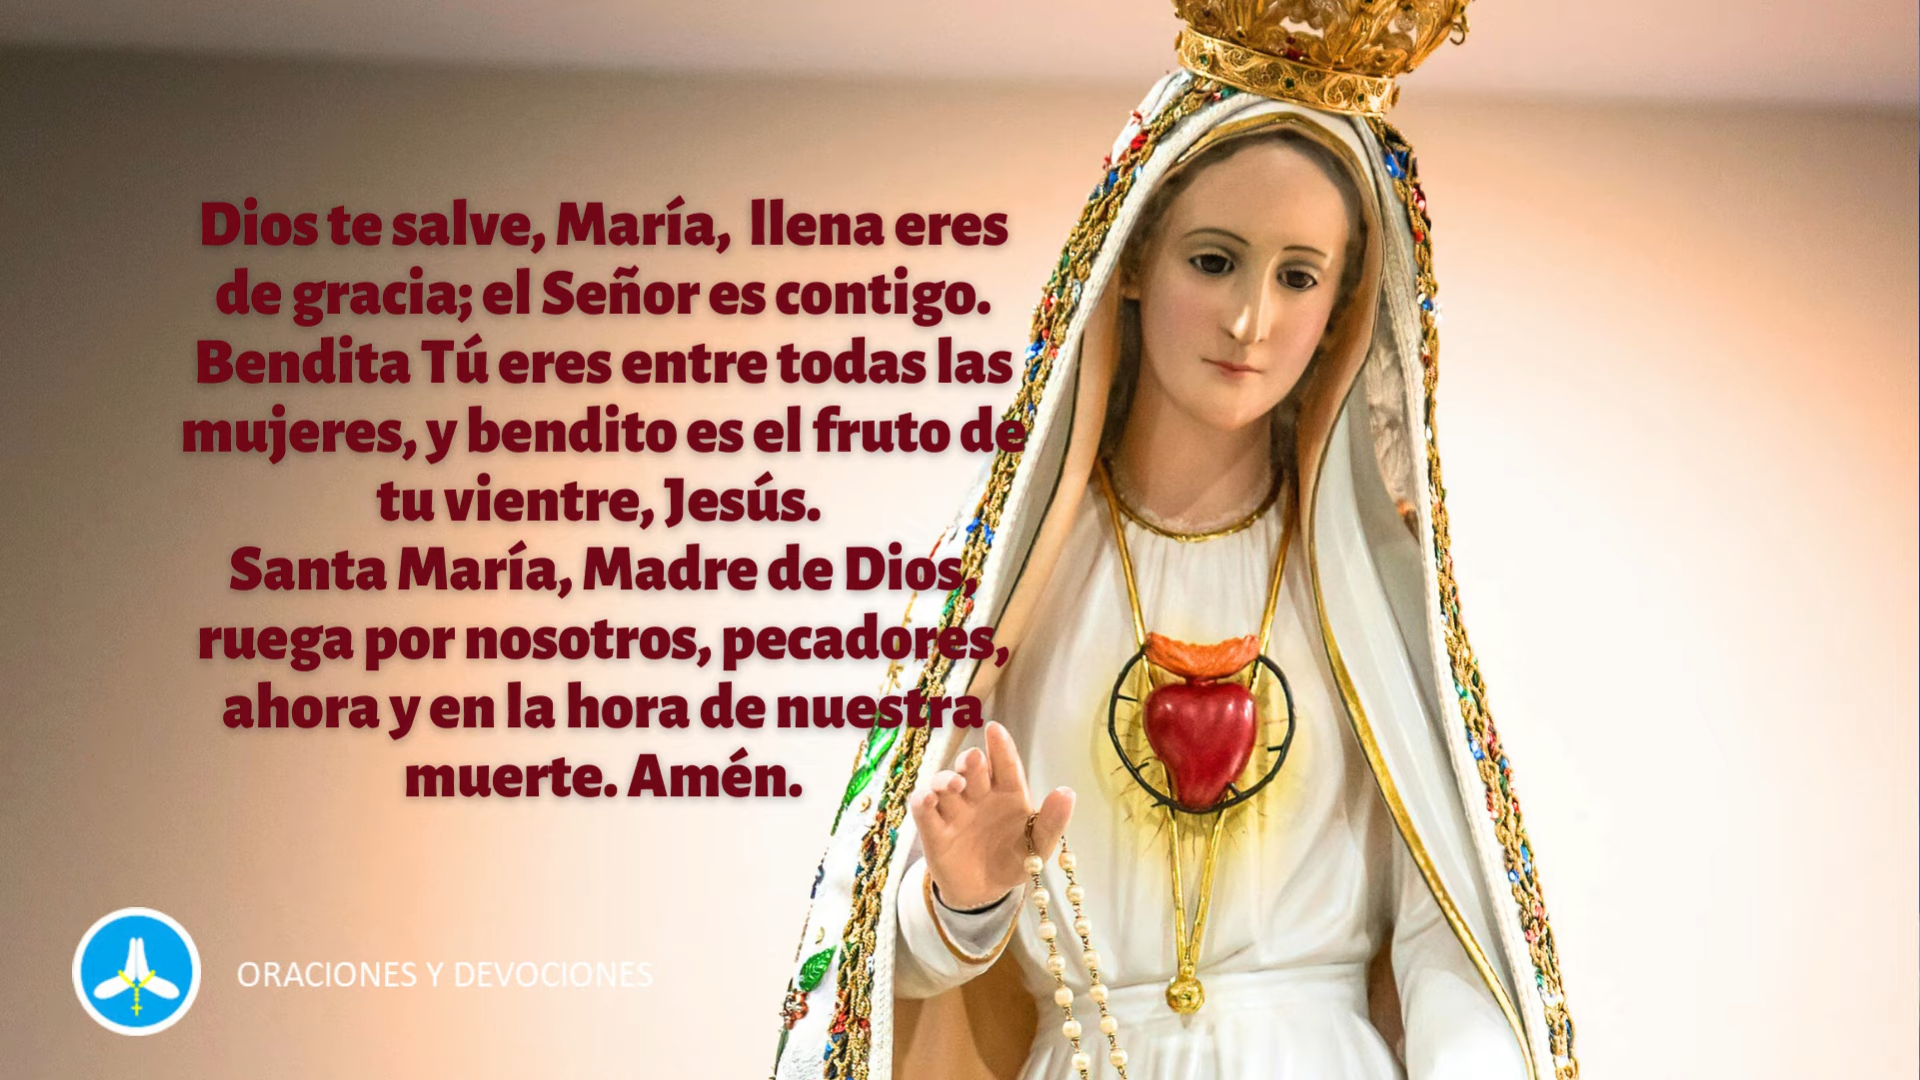 Dios te salve, María, llena eres
de gracia; el Señor es contigo.
Bendita Tú eres entre todas las
mujeres, y bendito es el fruto de
tu vientre, Jesús.
Santa María, Madre de Dios,
ruega por nosotros, pecadores,
ahora y en la hora de nuestra
muerte. Amén.
ORACIONES Y DEVOCIONES